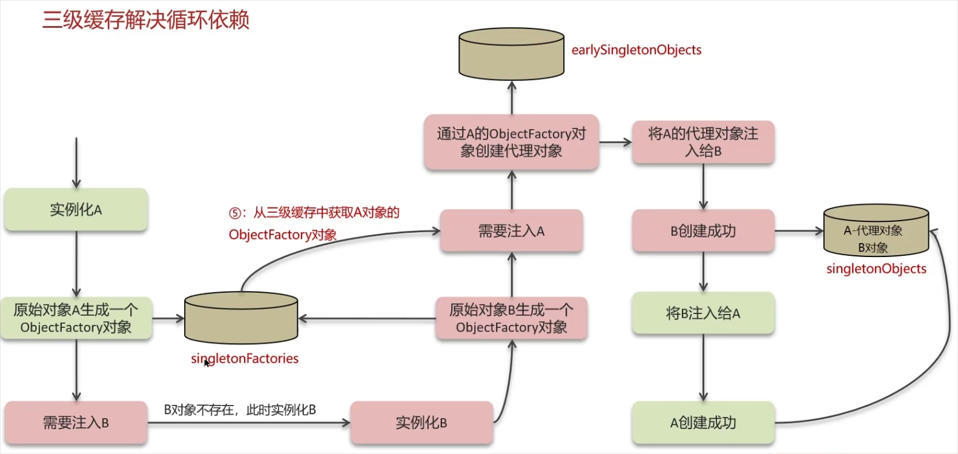 三级缓存解决循环依赖
earlySingletonObjects
通过A的ObjectFactory对
象创建代理对象
将A的代理对象注
入给B
实例化A
⑤：从三级缓存中获取A对象的
ObjectFactory对象
需要注入A
B创建成功
A-代理对象
B对象
singletonObjects
原始对象A生成一个
ObjectFactory对象
singletonFactories
原始对象B生成一个
ObjectFactory对象
将B注入给A
需要注入B
B对象不存在，此时实例化B
实例化B
A创建成功